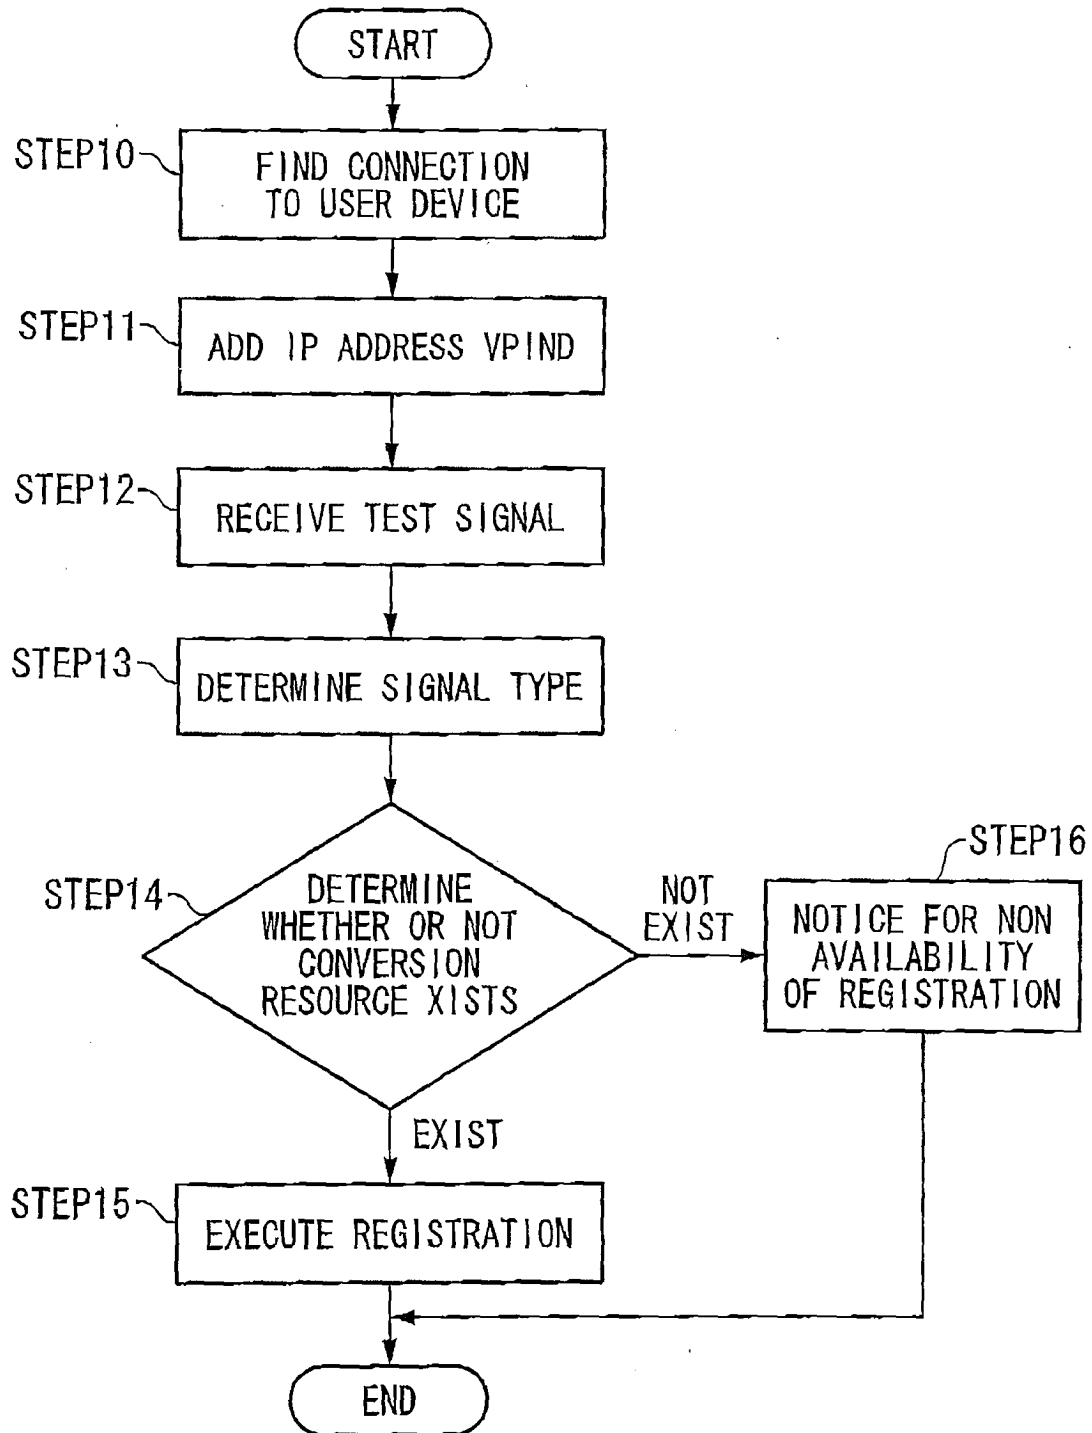 START
STEP10
FIND CONNECTION
TO USER DEVICE
STEP11
ADD IP ADDRESS VPIND
STEP12
RECEIVE TEST SIGNAL
STEP13
DETERMINE SIGNAL TYPE
STEP14
DETERMINE
WHETHER OR NOT
CONVERSION
RESOURCE XISTS
NOT
EXIST
STEP16
NOTICE FOR NON
AVAILABILITY
OF REGISTRATION
EXIST
STEP15
EXECUTE REGISTRATION
END